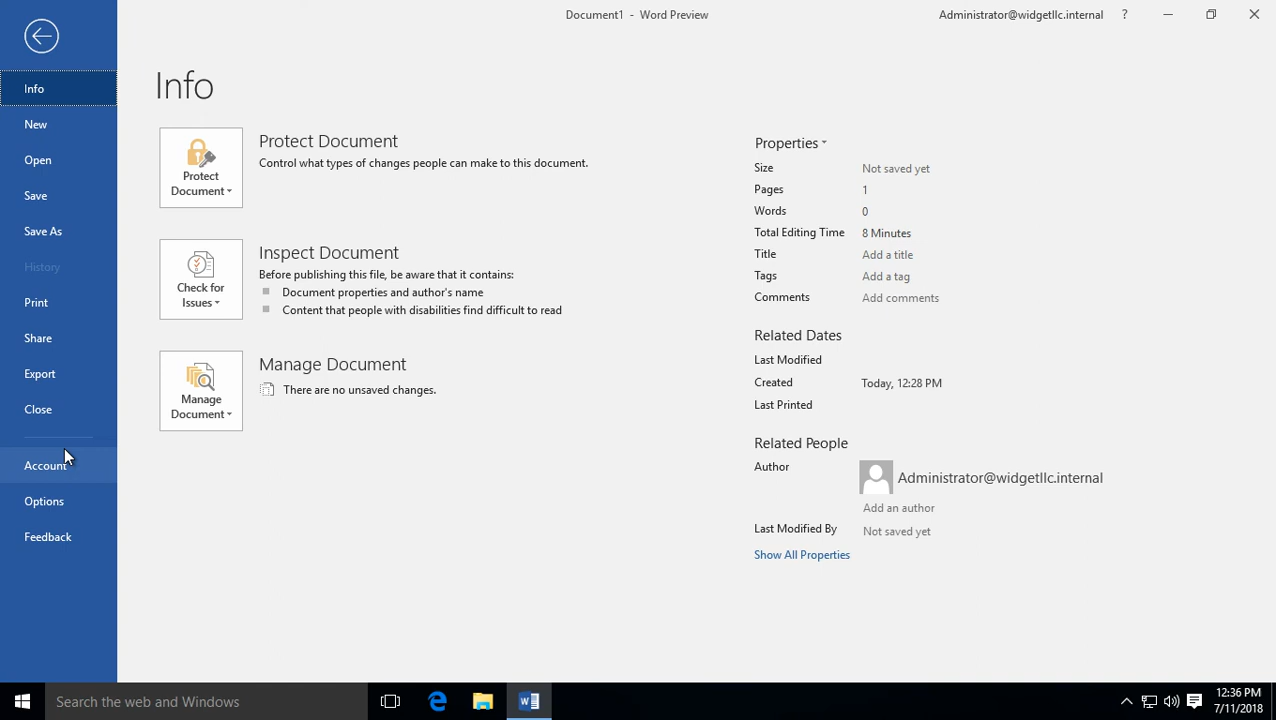 Document1 - Word Preview
Administrator@widgetllc.internal
?
Info
New
Open
Save
Save As
History
Print
Share
Export
Close
Account
Options
Feedback
Info
Protect Document
Protect Document
Control what types of changes people can make to this document.
Check for Issues
Inspect Document
Before publishing this file, be aware that it contains:
Document properties and author's name
Content that people with disabilities find difficult to read
Manage Document
Manage Document
There are no unsaved changes.
Properties
Size Not saved yet
Pages 1
Words 0
Total Editing Time 8 Minutes
Title Add a title
Tags Add a tag
Comments Add comments
Related Dates
Last Modified
Created Today, 12:28 PM
Last Printed
Related People
Author
Administrator@widgetllc.internal
Add an author
Last Modified By Not saved yet
Show All Properties
Search the web and Windows
12:36 PM
7/11/2018